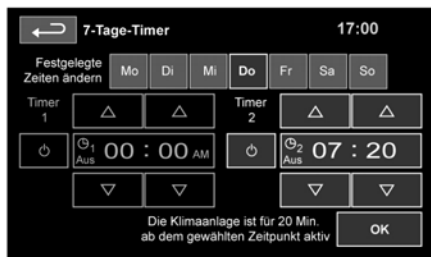 7-Tage-Timer 17:00
Festgelegte
Zeiten ändern
Mo Di Mi Do Fr Sa So
Timer
1
Timer
2
1
Aus
00 : 00 AM
2
Aus
07 : 20
Die Klimaanlage ist für 20 Min.
ab dem gewählten Zeitpunkt aktiv
OK